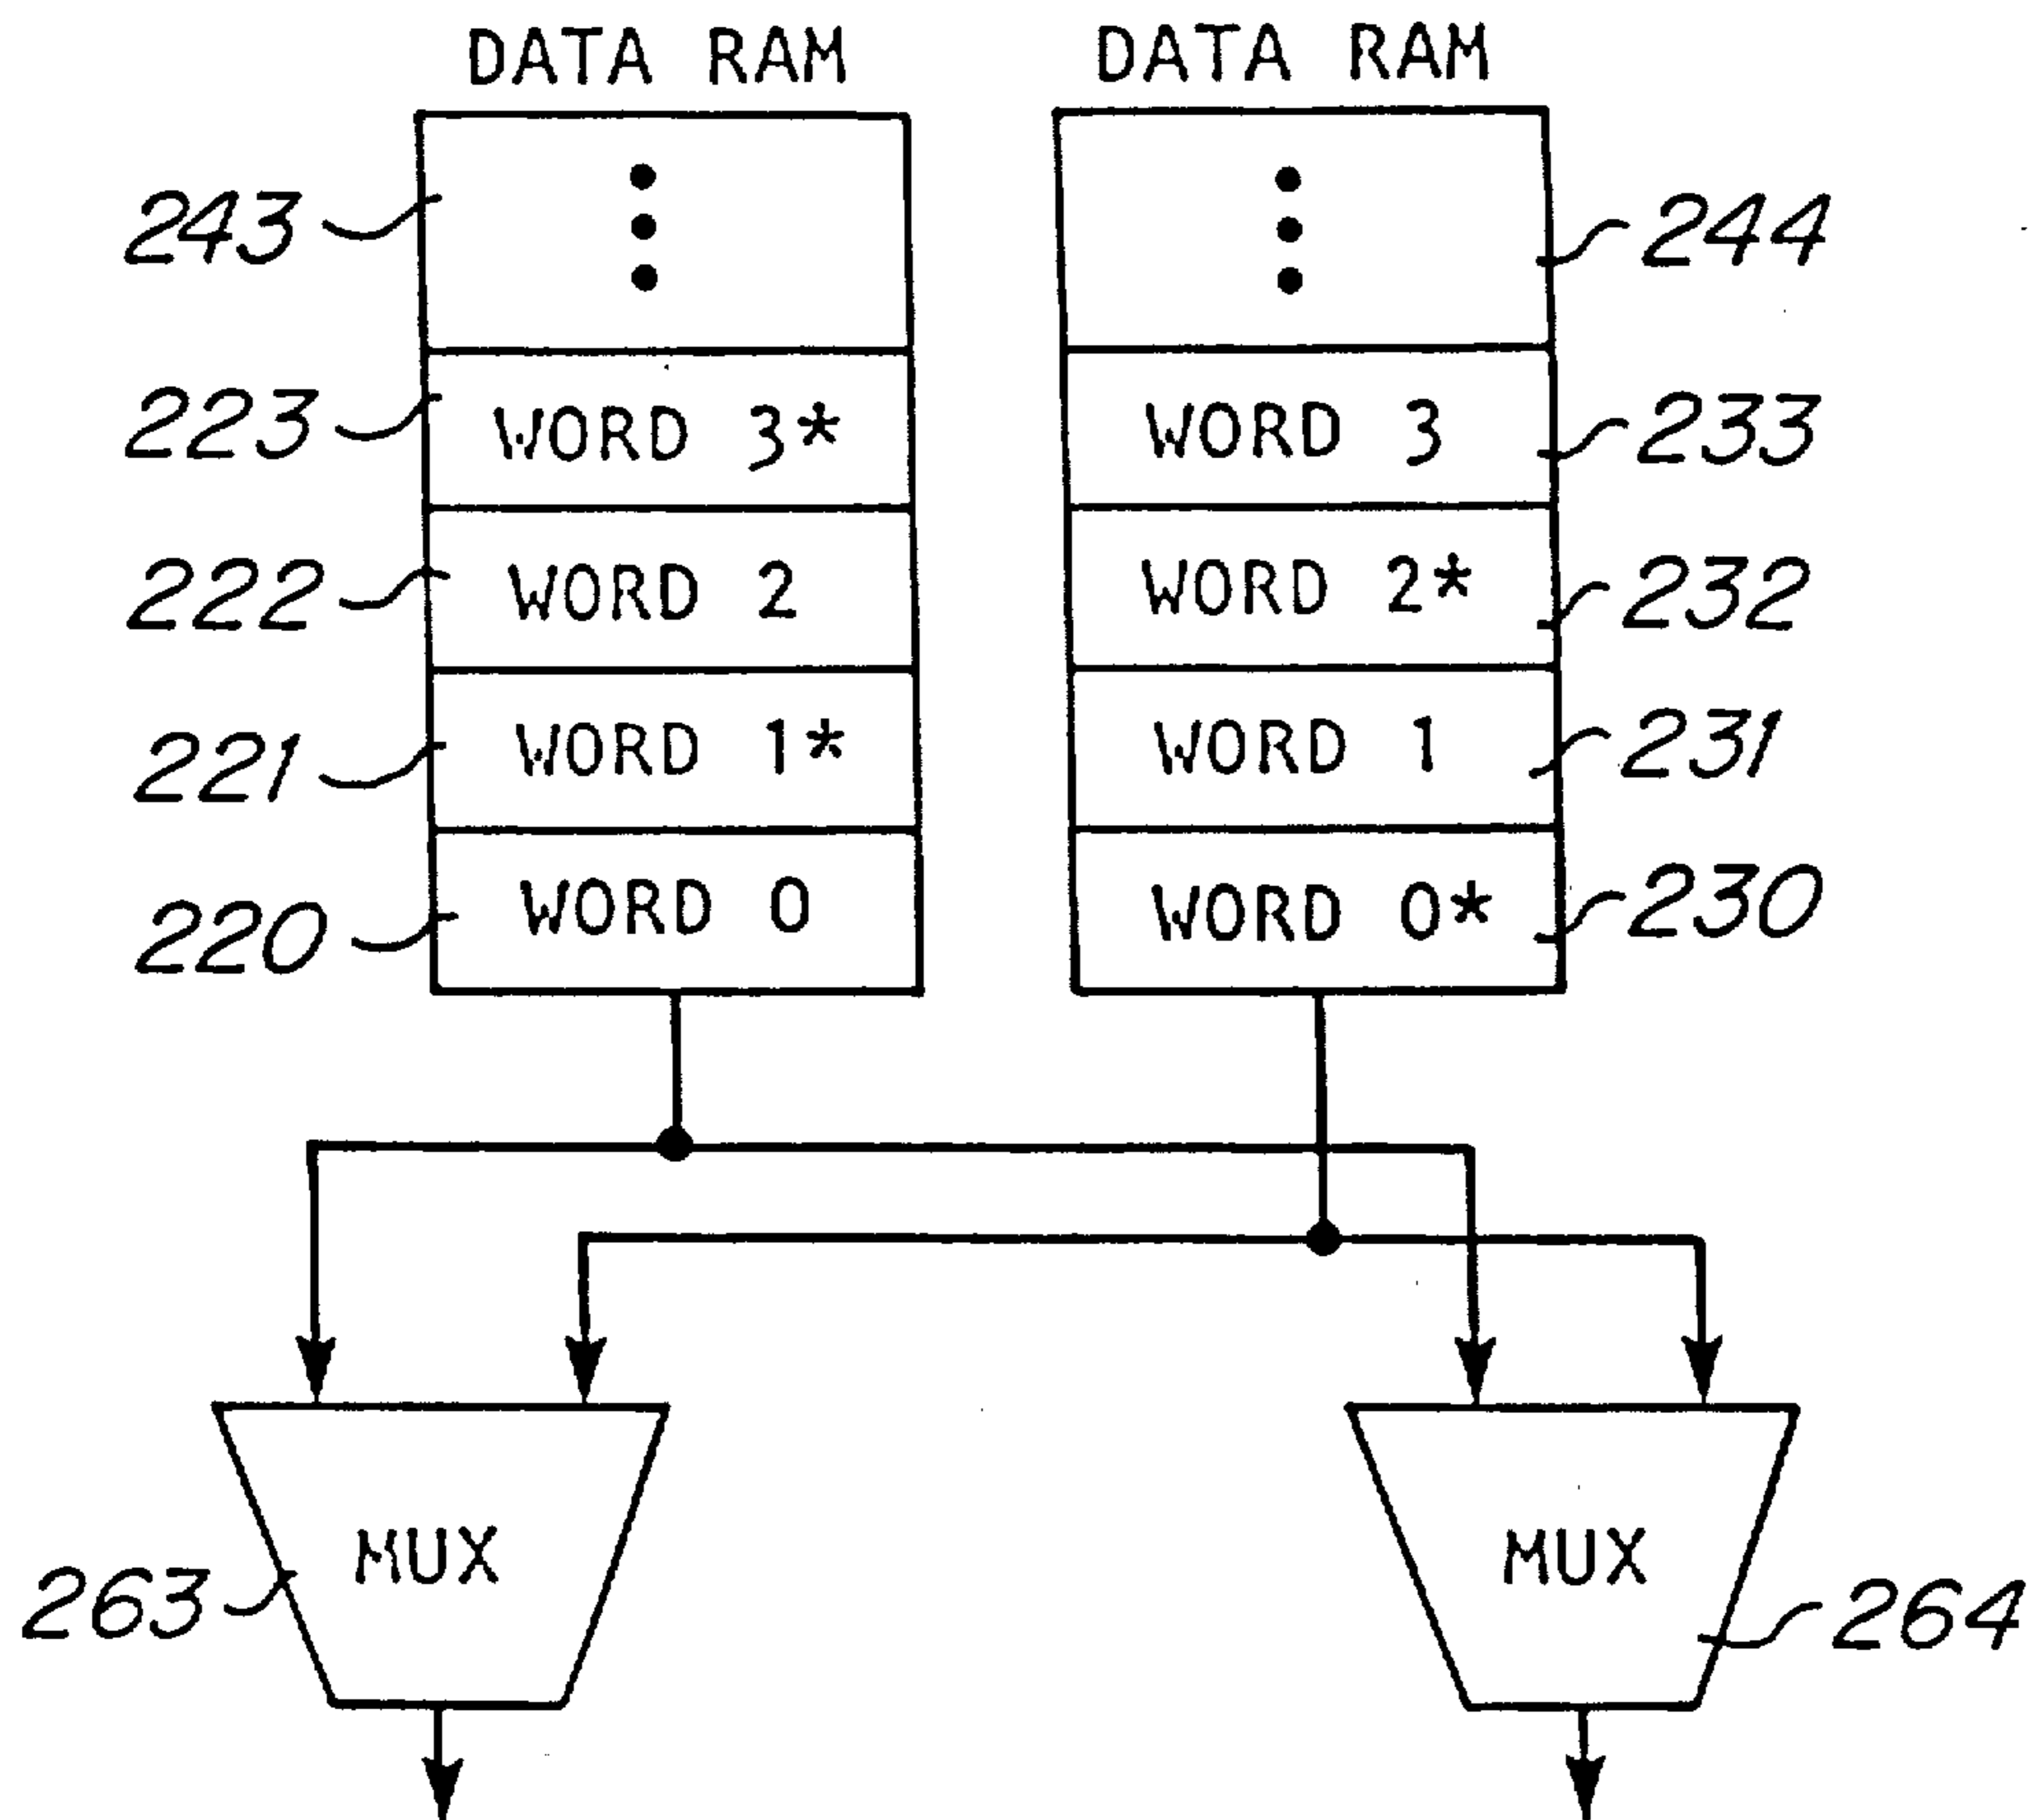 DATA RAM DATA RAM
243 244
223 WORD 3* WORD 3 233
222 WORD 2 WORD 2* 232
221 WORD 1* WORD 1 231
220 WORD 0 WORD 0* 230
MUX MUX
263 264